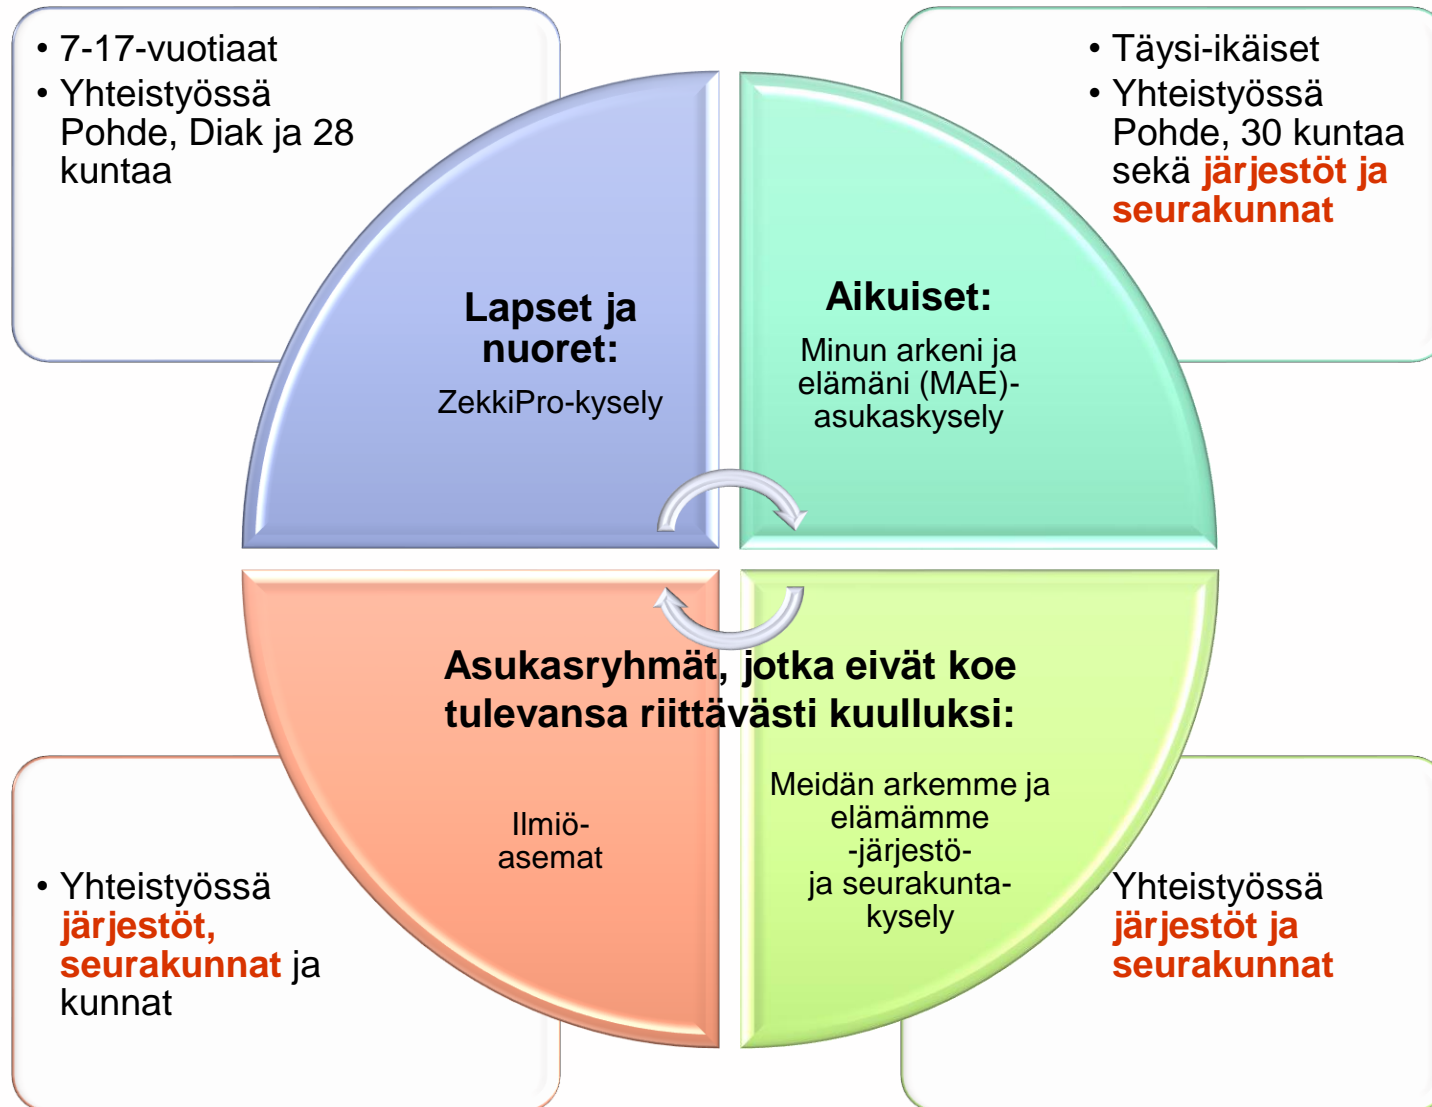 • 7-17-vuotiaat
• Yhteistyössä
Pohde, Diak ja 28
kuntaa
• Täysi-ikäiset
• Yhteistyössä
Pohde, 30 kuntaa
sekä järjestöt ja
seurakunnat
Lapset ja
nuoret:
ZekkiPro-kysely
Aikuiset:
Minun arkeni ja
elämäni (MAE)-
asukaskysely
Asukasryhmät, jotka eivät koe
tulevansa riittävästi kuulluksi:
Ilmiö-
asemat
Meidän arkemme ja
elämämme
-järjestö-
ja seurakunta-
kysely
• Yhteistyössä
järjestöt,
seurakunnat ja
kunnat
• Yhteistyössä
järjestöt ja
seurakunnat